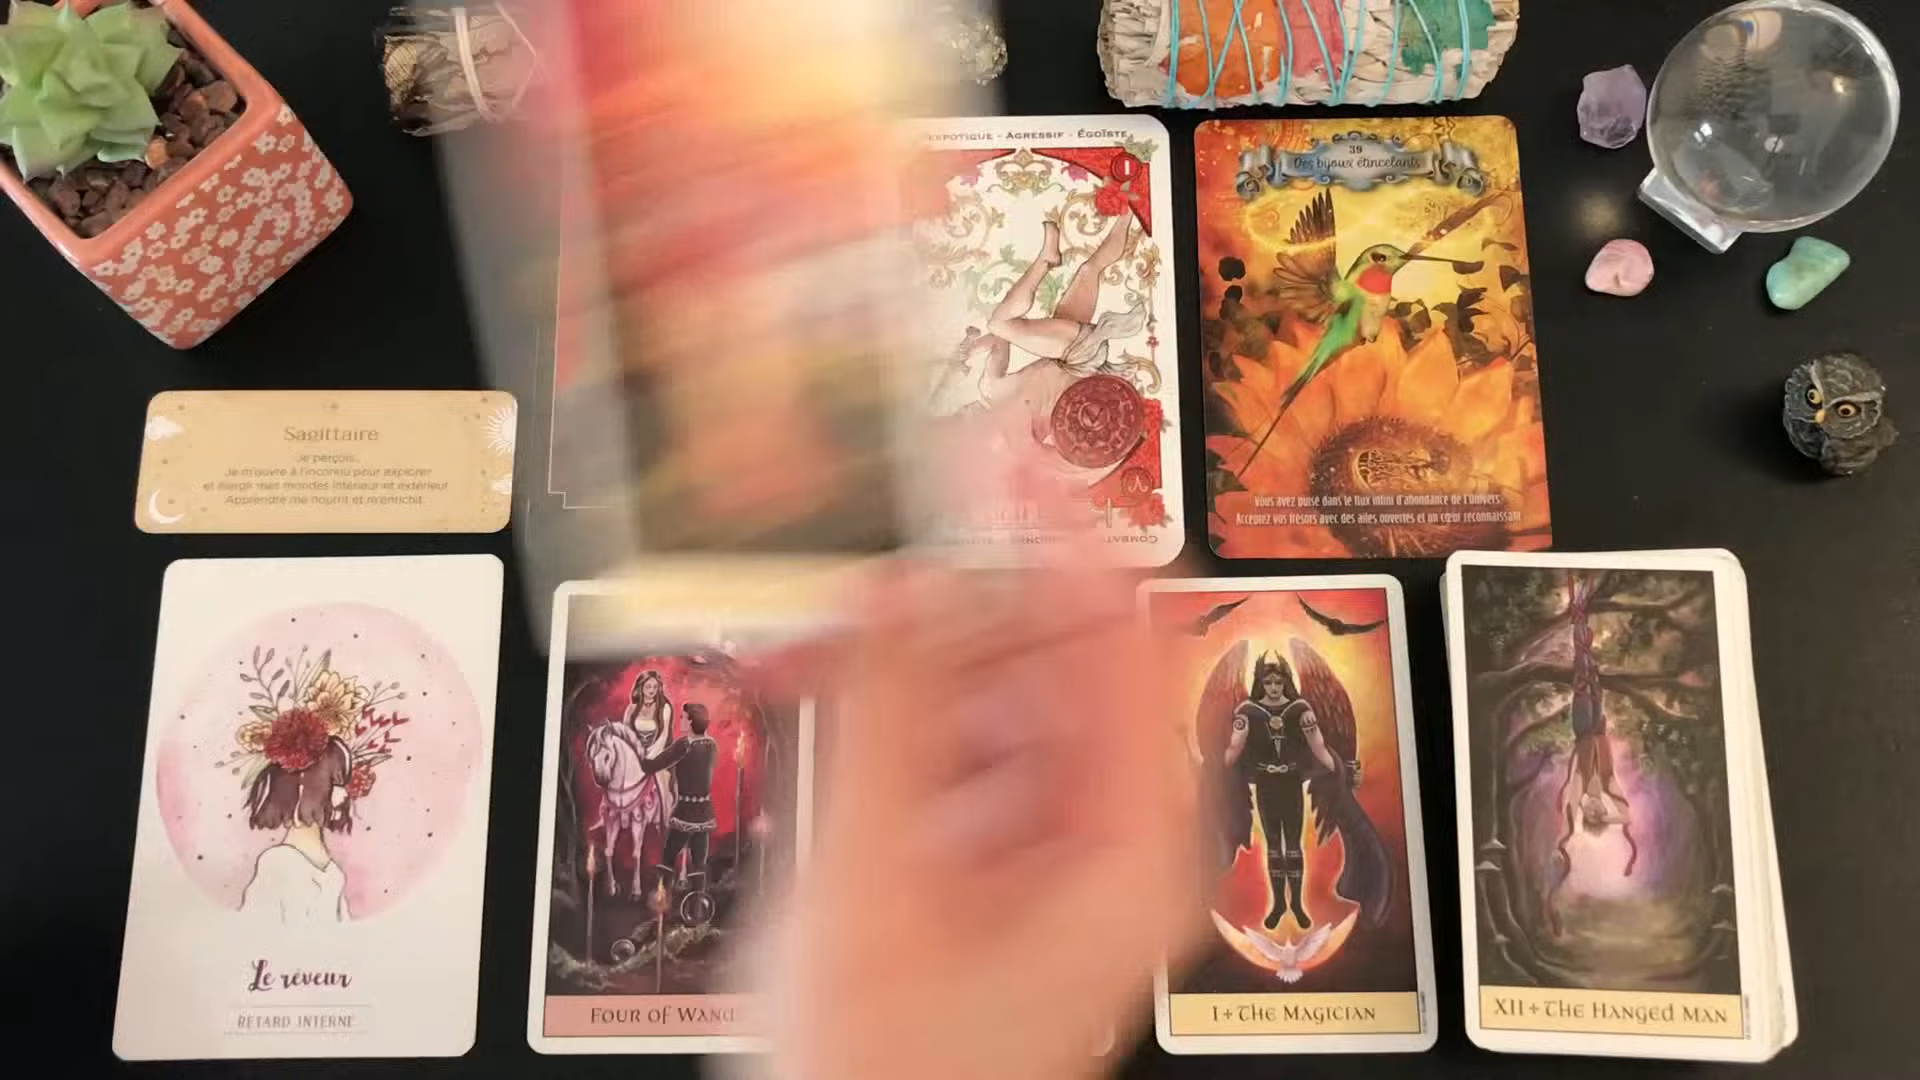 EXPOTIQUE - AGRESSIF - ÉGOÏSTE
I
39
Des bijoux étincelants
Vous avez puisé dans le flux infini d'abondance de l'Univers.
Acceptez vos trésors avec des ailes ouvertes et un cœur reconnaissant
Sagittaire
Je perçois...
Je m'ouvre à l'inconnu pour explorer
et élargir mes mondes intérieur et extérieur
Apprendre me nourrit et m'enrichit.
COMBAT
Le rêveur
RETARD INTERNE
FOUR OF WAND
I + THE MAGICIAN
XII + THE HANGED MAN